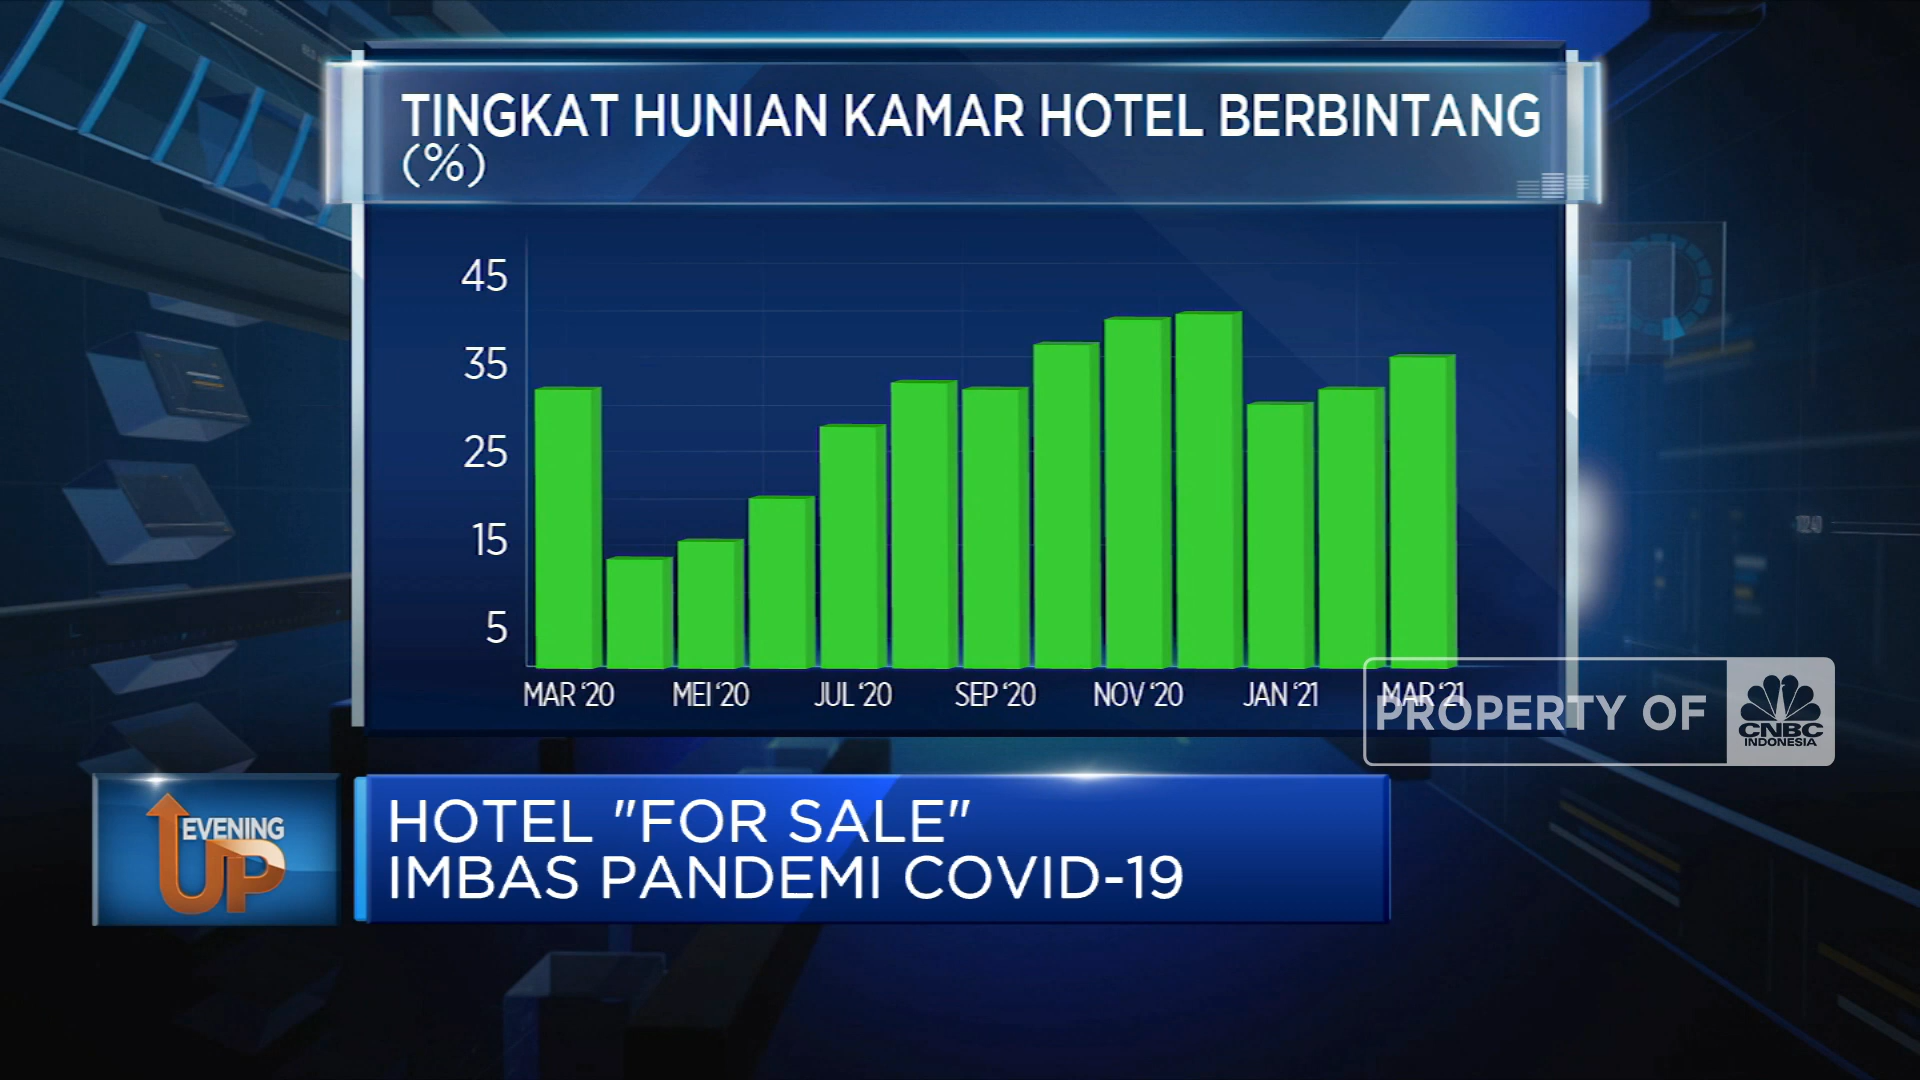 TINGKAT HUNIAN KAMAR HOTEL BERBINTANG
(%)
45
35
25
15
5
MAR ‘20
MEI ‘20
JUL ‘20
SEP ‘20
NOV ‘20
JAN ‘21
MAR ‘21
PROPERTY OF
CNBC
INDONESIA
EVENING
UP
HOTEL "FOR SALE"
IMBAS PANDEMI COVID-19